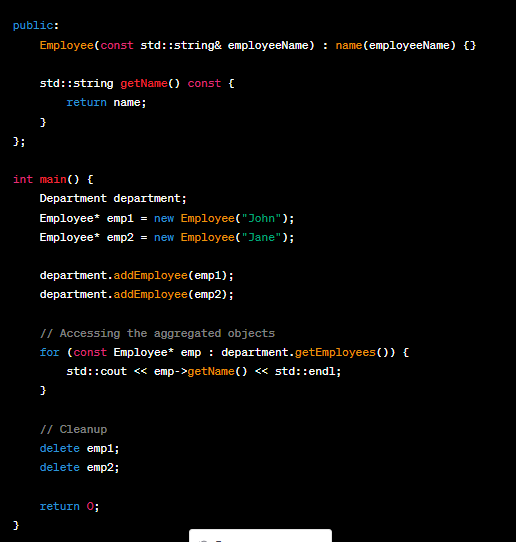 public:
    Employee(const std::string& employeeName) : name(employeeName) {}

    std::string getName() const {
        return name;
    }
};

int main() {
    Department department;
    Employee* emp1 = new Employee("John");
    Employee* emp2 = new Employee("Jane");

    department.addEmployee(emp1);
    department.addEmployee(emp2);

    // Accessing the aggregated objects
    for (const Employee* emp : department.getEmployees()) {
        std::cout << emp->getName() << std::endl;
    }

    // Cleanup
    delete emp1;
    delete emp2;

    return 0;
}